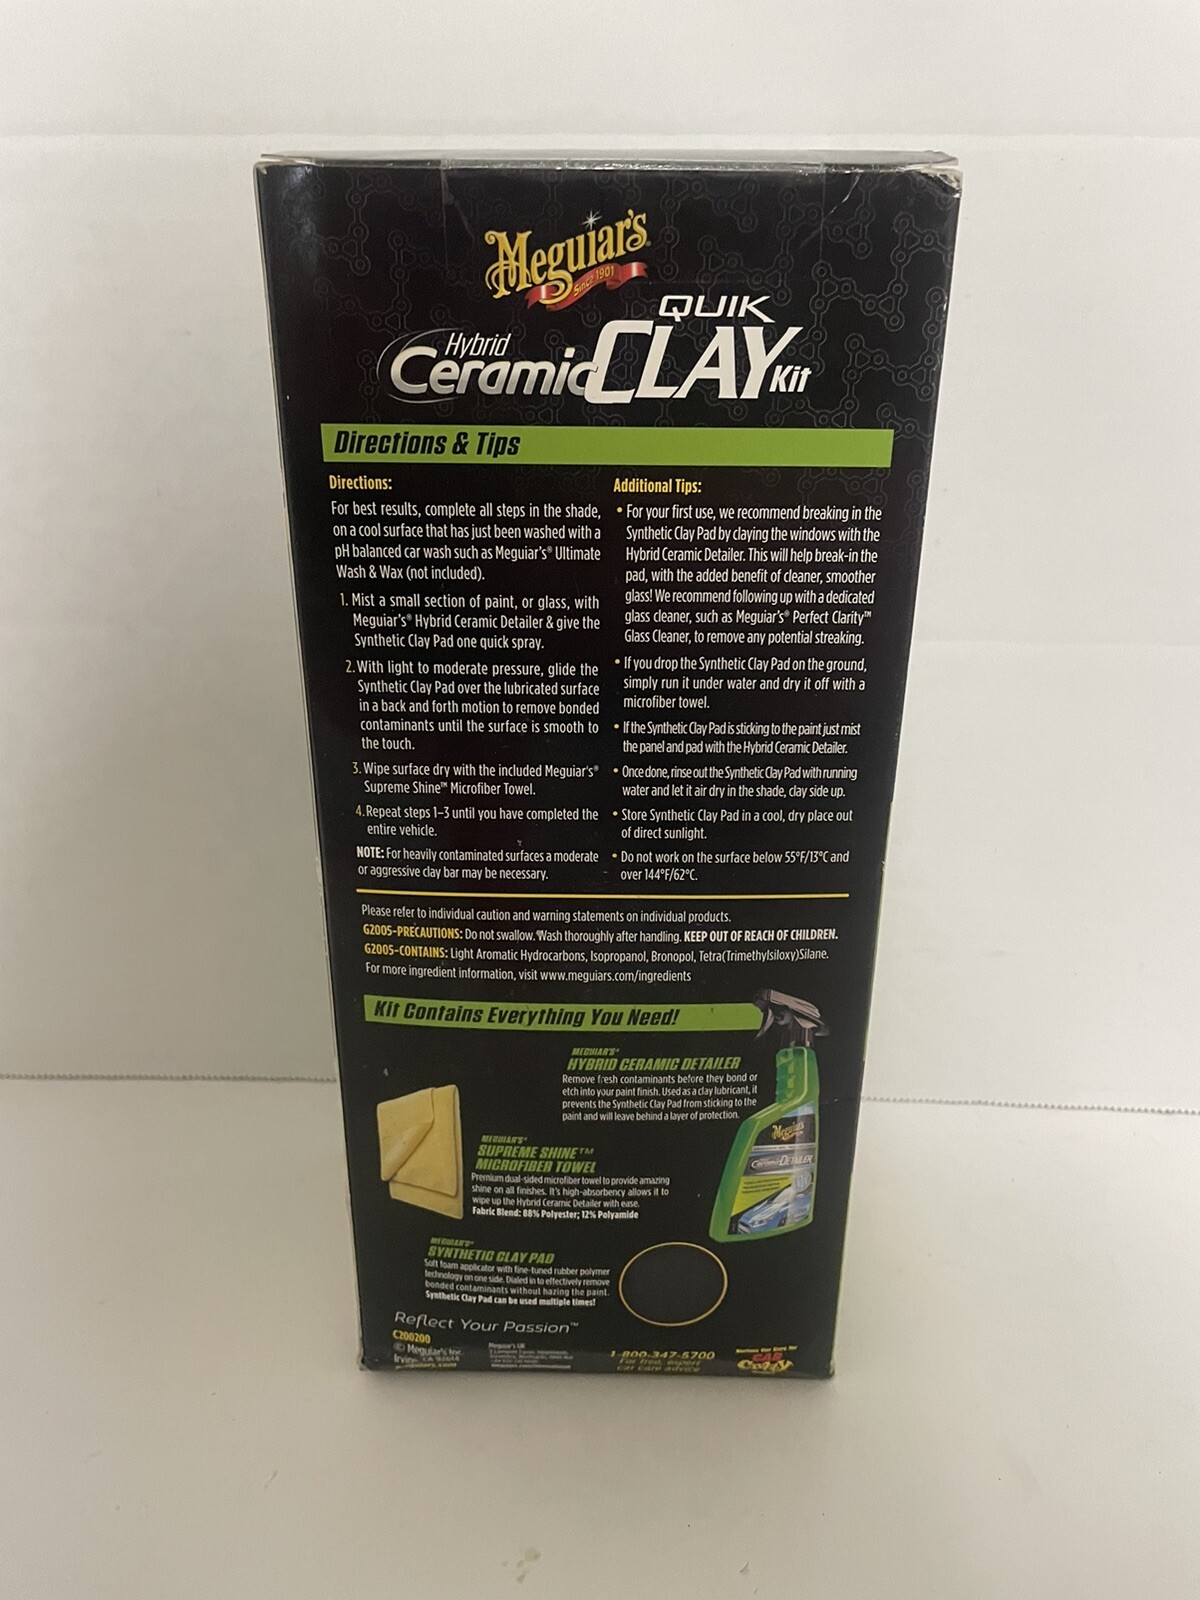 Meguiar's
Since 1901
QUIK
Hybrid
Ceramic CLAY Kit
Directions & Tips
Directions:
For best results, complete all steps in the shade,
on a cool surface that has just been washed with a
pH balanced car wash such as Meguiar's® Ultimate
Wash & Wax (not included).
1. Mist a small section of paint, or glass, with
Meguiar's® Hybrid Ceramic Detailer & give the
Synthetic Clay Pad one quick spray.
2. With light to moderate pressure, glide the
Synthetic Clay Pad over the lubricated surface
in a back and forth motion to remove bonded
contaminants until the surface is smooth to
the touch.
3. Wipe surface dry with the included Meguiar's®
Supreme Shine™ Microfiber Towel.
4. Repeat steps 1–3 until you have completed the
entire vehicle.
NOTE: For heavily contaminated surfaces a moderate
or aggressive clay bar may be necessary.
Additional Tips:
• For your first use, we recommend breaking in the
Synthetic Clay Pad by claying the windows with the
Hybrid Ceramic Detailer. This will help break-in the
pad, with the added benefit of cleaner, smoother
glass! We recommend following up with a dedicated
glass cleaner, such as Meguiar's® Perfect Clarity™
Glass Cleaner, to remove any potential streaking.
• If you drop the Synthetic Clay Pad on the ground,
simply run it under water and dry it off with a
microfiber towel.
• If the Synthetic Clay Pad is sticking to the paint just mist
the panel and pad with the Hybrid Ceramic Detailer.
• Once done, rinse out the Synthetic Clay Pad with running
water and let it air dry in the shade, clay side up.
• Store Synthetic Clay Pad in a cool, dry place out
of direct sunlight.
• Do not work on the surface below 55°F/13°C and
over 144°F/62°C.
Please refer to individual caution and warning statements on individual products.
G2005-PRECAUTIONS: Do not swallow. Wash thoroughly after handling. KEEP OUT OF REACH OF CHILDREN.
G2005-CONTAINS: Light Aromatic Hydrocarbons, Isopropanol, Bronopol, Tetra(Trimethylsiloxy)Silane.
For more ingredient information, visit www.meguiars.com/ingredients
Kit Contains Everything You Need!
MEGUIAR'S®
HYBRID CERAMIC DETAILER
Remove fresh contaminants before they bond or
etch into your paint finish. Used as a clay lubricant, it
prevents the Synthetic Clay Pad from sticking to the
paint and will leave behind a layer of protection.
Meguiar's
Ceramic DETAILER
MEGUIAR'S®
SUPREME SHINE™
MICROFIBER TOWEL
Premium dual-sided microfiber towel to provide amazing
shine on all finishes. It's high-absorbency allows it to
wipe up the Hybrid Ceramic Detailer with ease.
Fabric Blend: 88% Polyester; 12% Polyamide
MEGUIAR'S®
SYNTHETIC CLAY PAD
Soft foam applicator with fine-tuned rubber polymer
technology on one side. Dialed in to effectively remove
bonded contaminants without hazing the paint.
Synthetic Clay Pad can be used multiple times!
Reflect Your Passion™
C200200
© Meguiar's Inc.
Irvine, CA 92614
Meguiar's UK
1-800-347-5700
For free, expert
car care advice
CAR